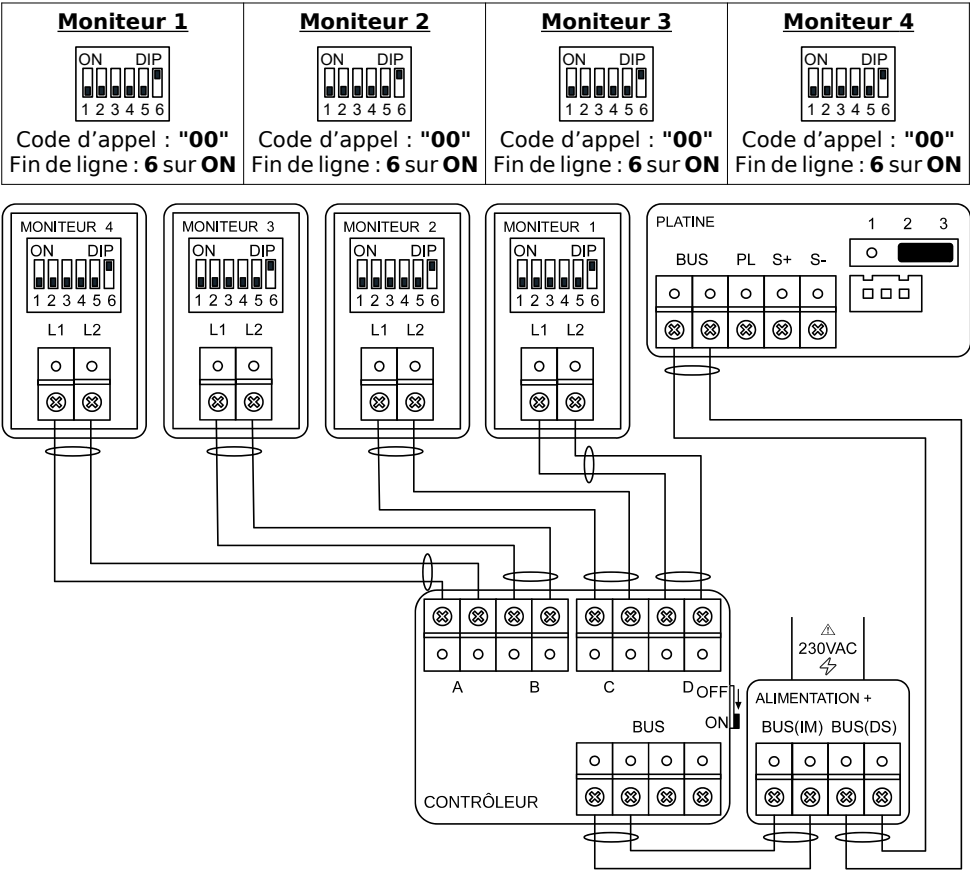 Moniteur 1
ON DIP
1 2 3 4 5 6
Code d'appel : "00"
Fin de ligne : 6 sur ON
Moniteur 2
ON DIP
1 2 3 4 5 6
Code d'appel : "00"
Fin de ligne : 6 sur ON
Moniteur 3
ON DIP
1 2 3 4 5 6
Code d'appel : "00"
Fin de ligne : 6 sur ON
Moniteur 4
ON DIP
1 2 3 4 5 6
Code d'appel : "00"
Fin de ligne : 6 sur ON
MONITEUR 4
ON DIP
1 2 3 4 5 6
L1 L2
MONITEUR 3
ON DIP
1 2 3 4 5 6
L1 L2
MONITEUR 2
ON DIP
1 2 3 4 5 6
L1 L2
MONITEUR 1
ON DIP
1 2 3 4 5 6
L1 L2
PLATINE
1 2 3
BUS PL S+ S-
A B C D
OFF
ON
BUS
CONTRÔLEUR
230VAC
ALIMENTATION +
BUS(IM) BUS(DS)